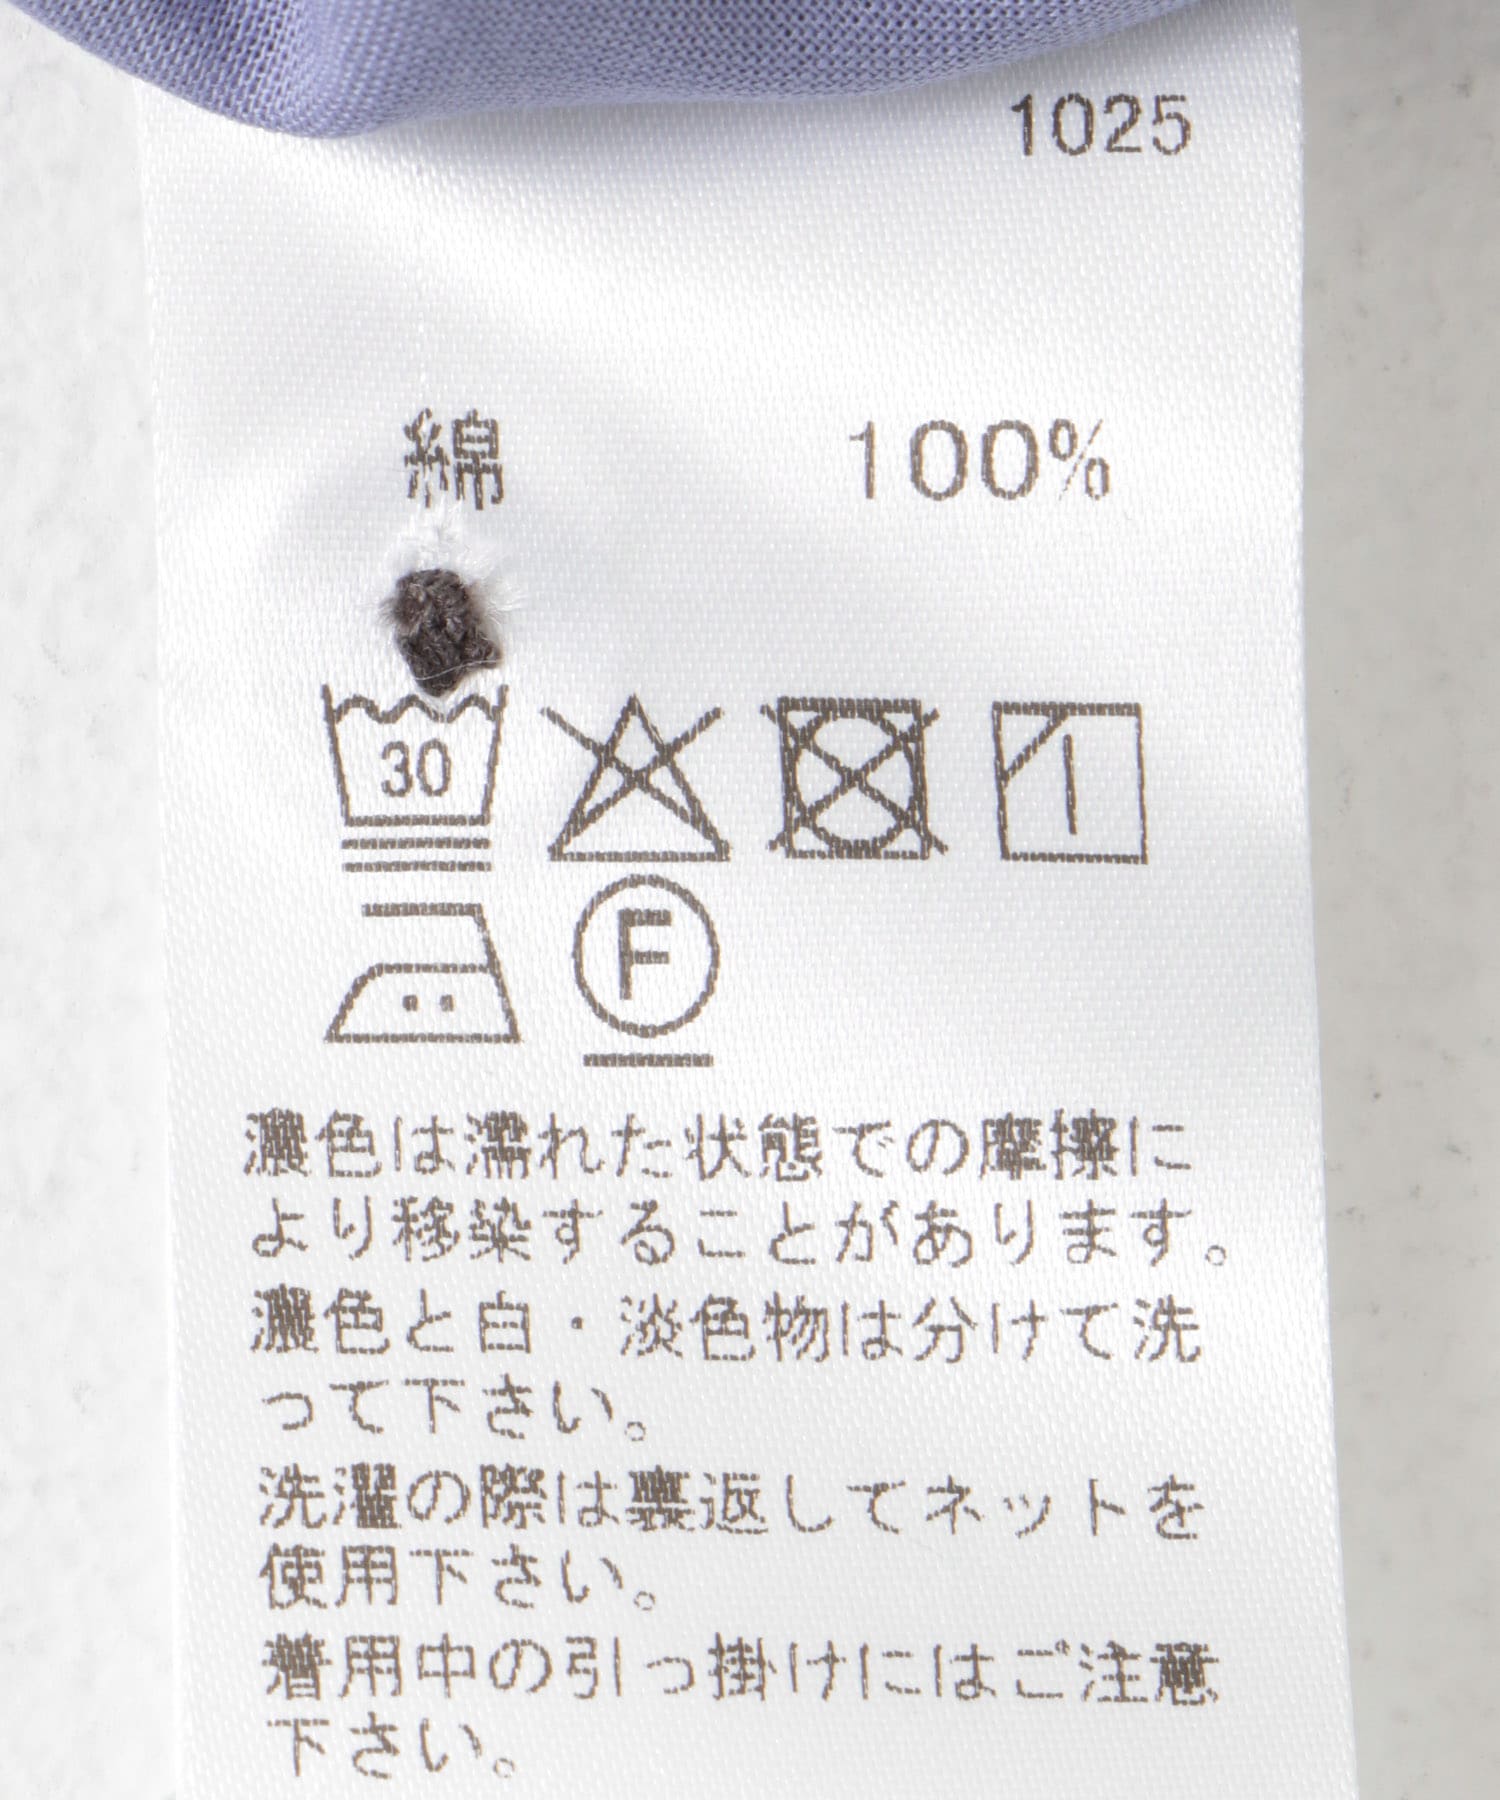 1025
綿 100%
30
F
濃色は濡れた状態での摩擦に
より移染することがあります。
濃色と白・淡色物は分けて洗
って下さい。
洗濯の際は裏返してネットを
使用下さい。
着用中の引っ掛けにはご注意
下さい。